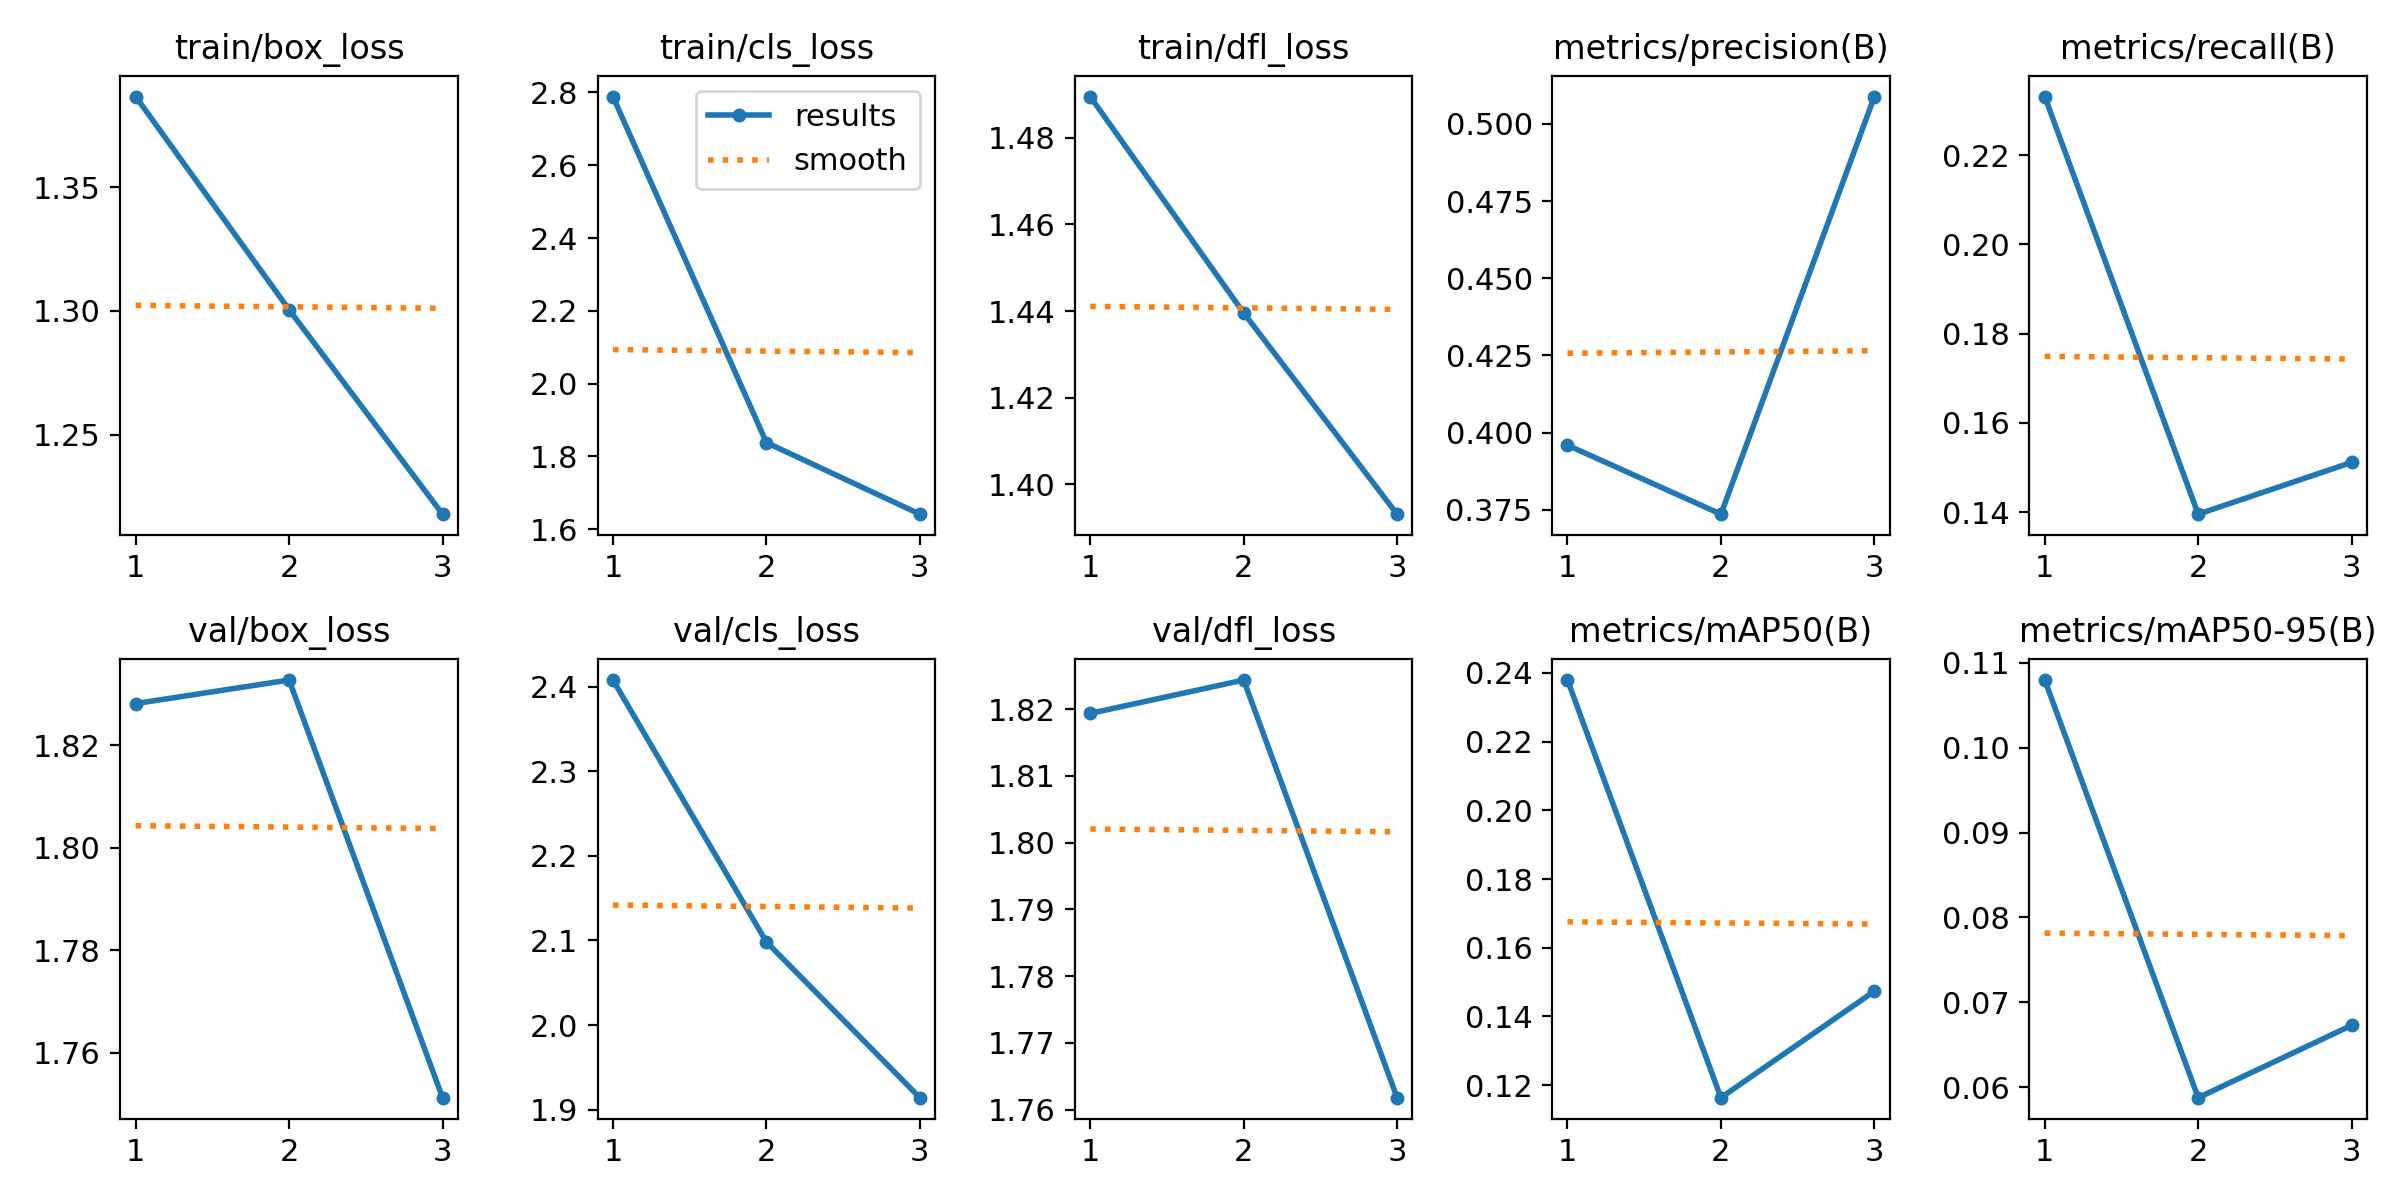 train/box_loss
1.35
1.30
1.25
1 2 3
train/cls_loss
results
smooth
2.8
2.6
2.4
2.2
2.0
1.8
1.6
1 2 3
train/dfl_loss
1.48
1.46
1.44
1.42
1.40
1 2 3
metrics/precision(B)
0.500
0.475
0.450
0.425
0.400
0.375
1 2 3
metrics/recall(B)
0.22
0.20
0.18
0.16
0.14
1 2 3
val/box_loss
1.82
1.80
1.78
1.76
1 2 3
val/cls_loss
2.4
2.3
2.2
2.1
2.0
1.9
1 2 3
val/dfl_loss
1.82
1.81
1.80
1.79
1.78
1.77
1.76
1 2 3
metrics/mAP50(B)
0.24
0.22
0.20
0.18
0.16
0.14
0.12
1 2 3
metrics/mAP50-95(B)
0.11
0.10
0.09
0.08
0.07
0.06
1 2 3